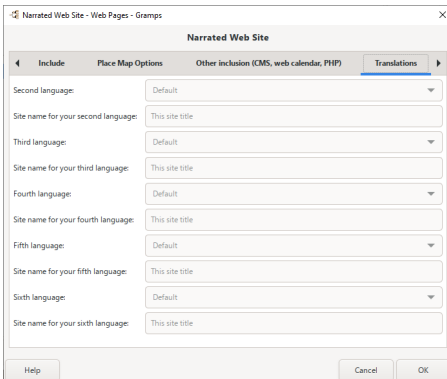 Narrated Web Site - Web Pages - Gramps
Narrated Web Site
Include Place Map Options Other inclusion (CMS, web calendar, PHP) Translations
Second language: Default
Site name for your second language: This site title
Third language: Default
Site name for your third language: This site title
Fourth language: Default
Site name for your fourth language: This site title
Fifth language: Default
Site name for your fifth language: This site title
Sixth language: Default
Site name for your sixth language: This site title
Help Cancel OK